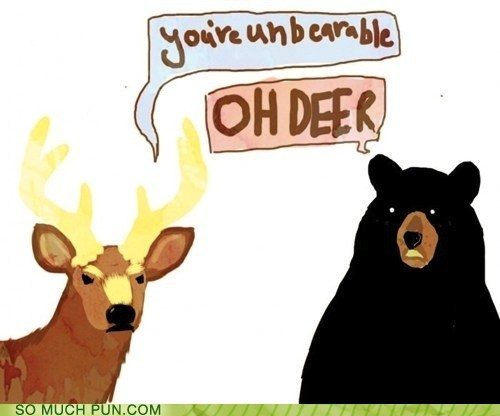 you're unbearable
OH DEER
SO MUCH PUN.COM